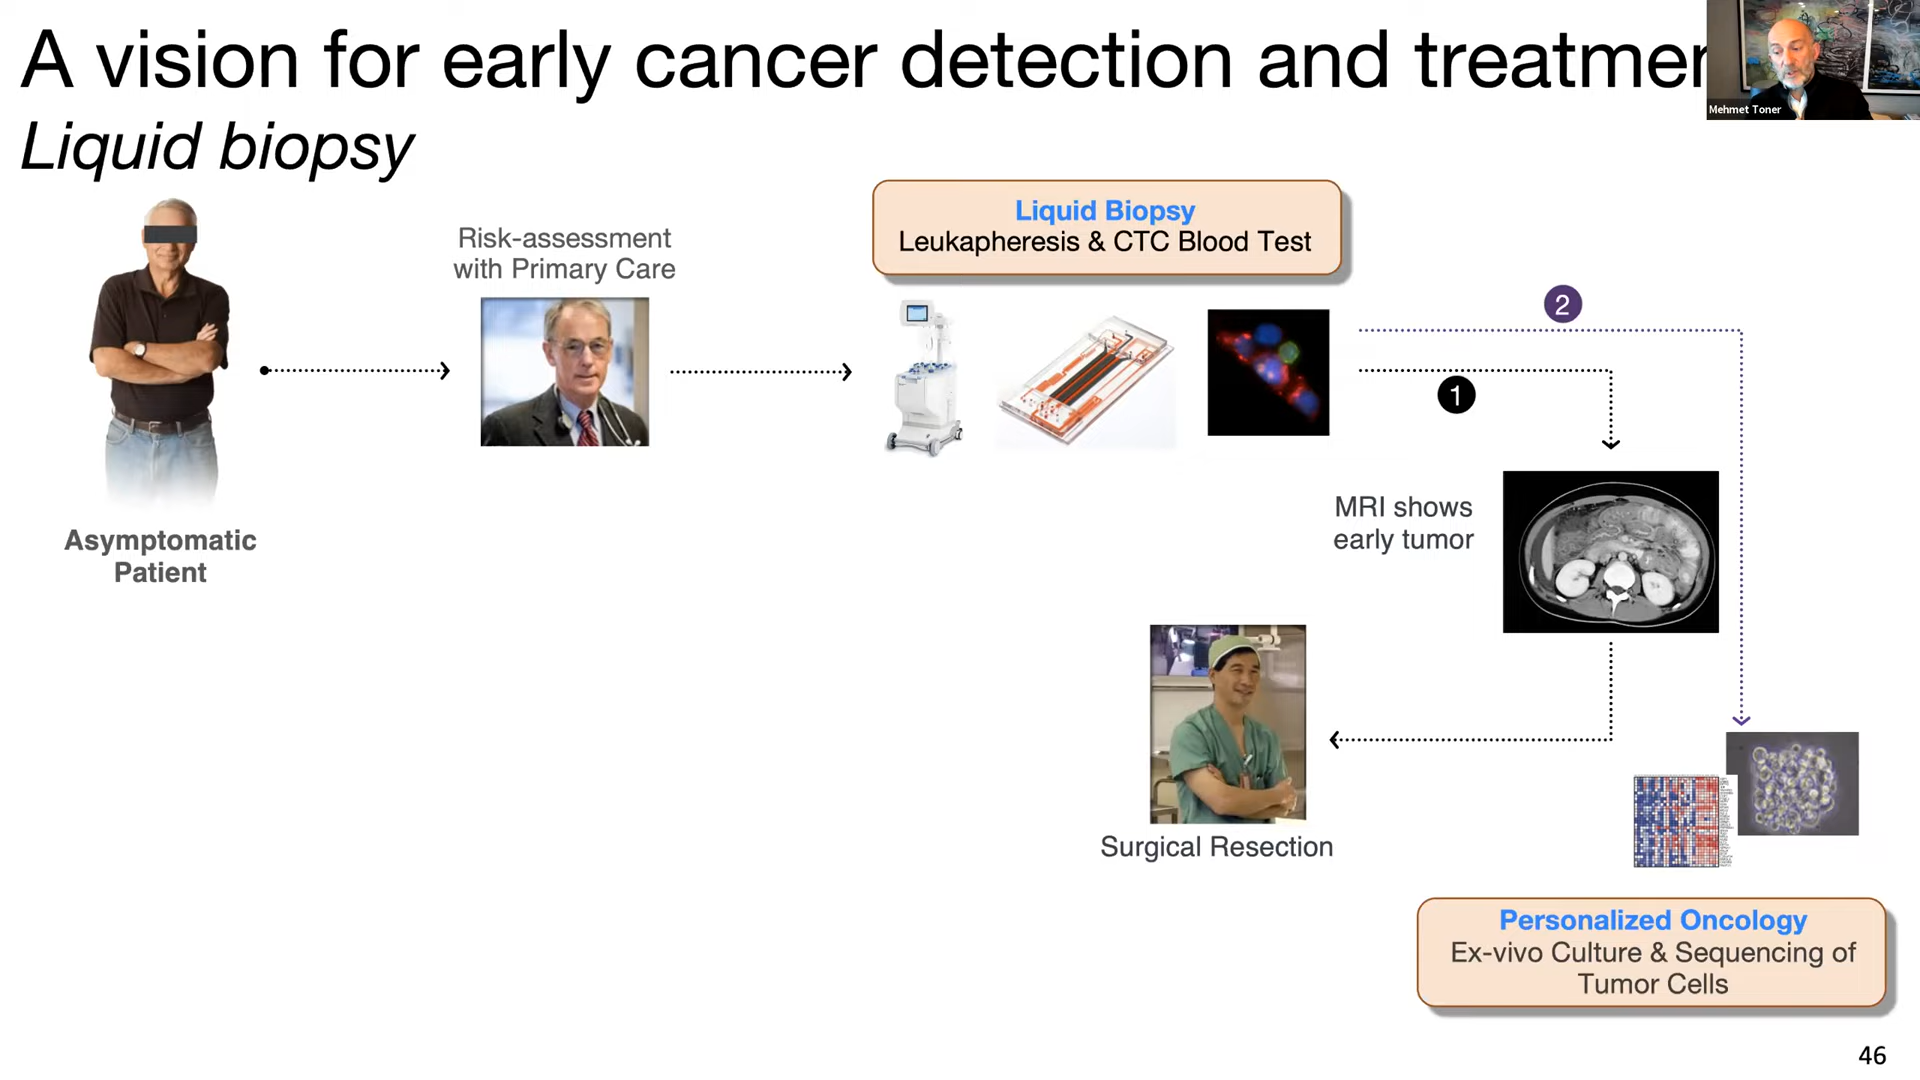 A vision for early cancer detection and treatmen
Mehmet Toner
Liquid biopsy
Liquid Biopsy
Leukapheresis & CTC Blood Test
Risk-assessment
with Primary Care
2
1
MRI shows
early tumor
Asymptomatic
Patient
Surgical Resection
Personalized Oncology
Ex-vivo Culture & Sequencing of
Tumor Cells
46